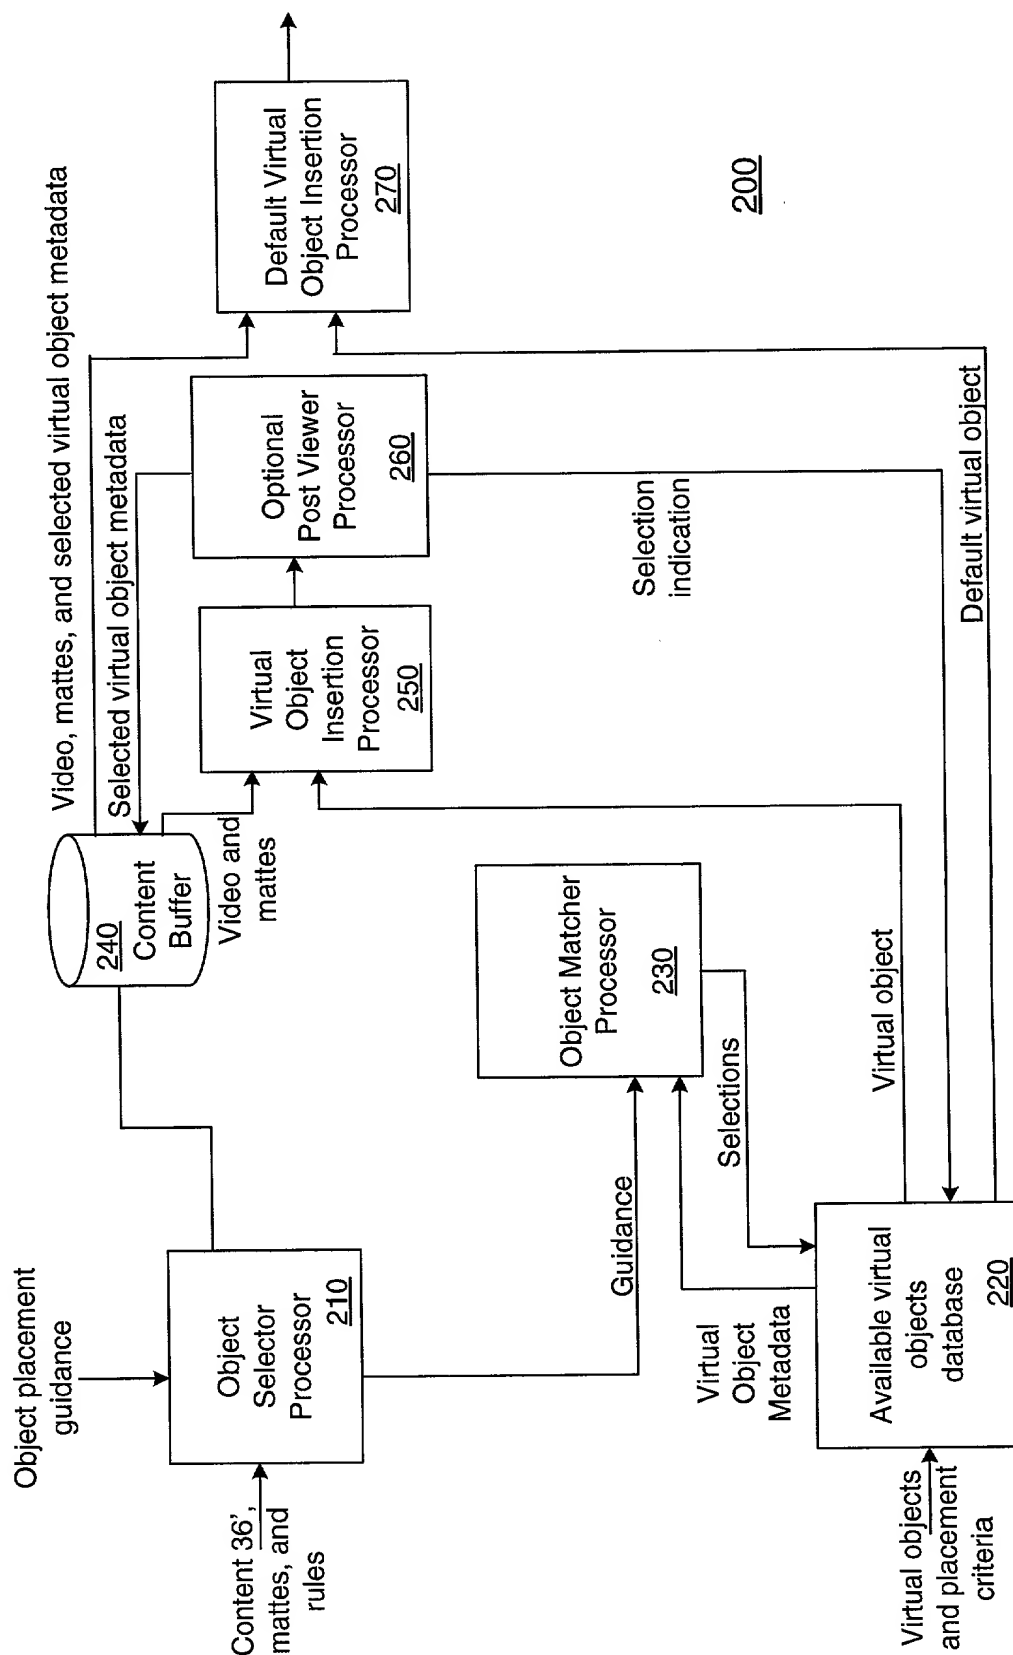 Object placement
guidance
Content 36',
mattes, and
rules
Object
Selector
Processor
210
240
Content
Buffer
Video, mattes, and selected virtual object metadata
Selected virtual object metadata
Video and
mattes
Virtual
Object
Insertion
Processor
250
Optional
Post Viewer
Processor
260
Default Virtual
Object Insertion
Processor
270
Guidance
Object Matcher
Processor
230
Selection
indication
200
Virtual
Object
Metadata
Selections
Virtual object
Default virtual object
Virtual objects
and placement
criteria
Available virtual
objects
database
220